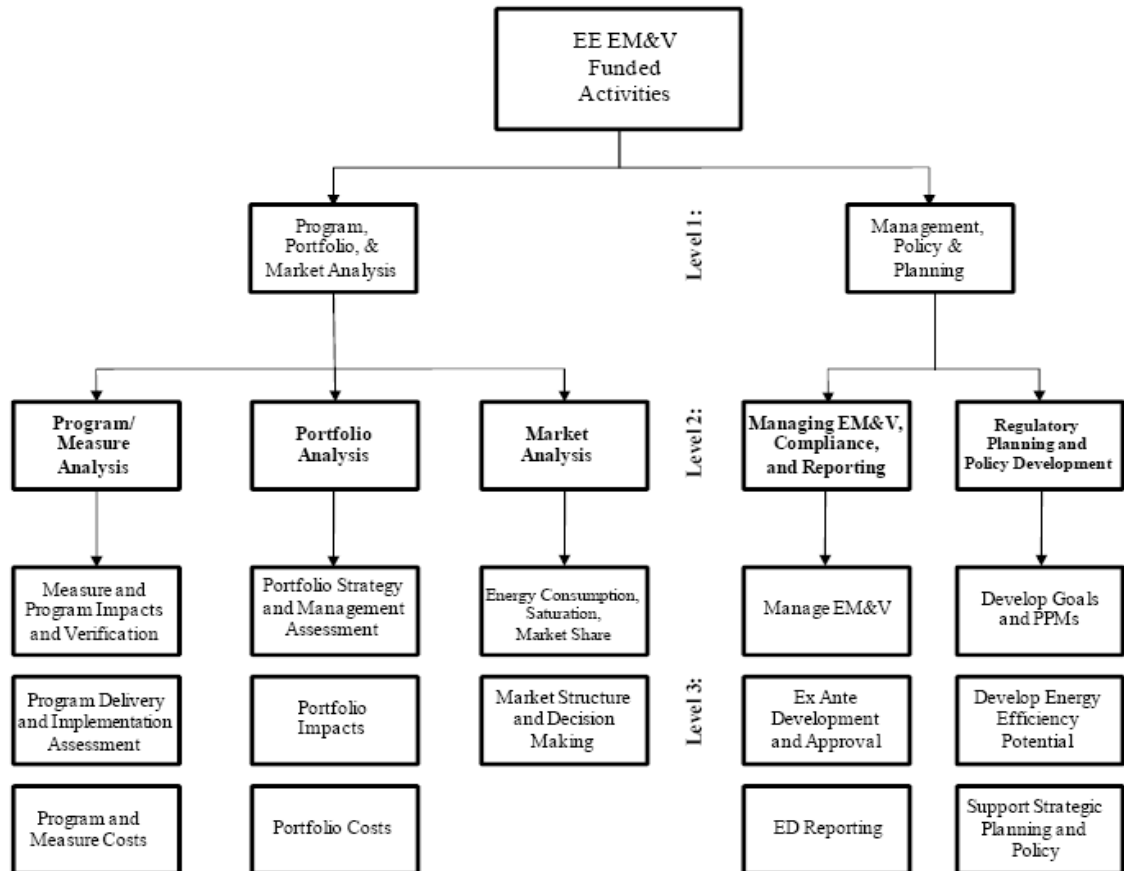 EE EM&V
Funded
Activities
Program,
Portfolio, &
Market Analysis
Level 1:
Management,
Policy &
Planning
Program/
Measure
Analysis
Portfolio
Analysis
Market
Analysis
Level 2:
Managing EM&V,
Compliance,
and Reporting
Regulatory
Planning and
Policy Development
Measure and
Program Impacts
and Verification
Portfolio Strategy
and Management
Assessment
Energy Consumption,
Saturation,
Market Share
Manage EM&V
Develop Goals
and PPMs
Program Delivery
and Implementation
Assessment
Portfolio
Impacts
Market Structure
and Decision
Making
Level 3:
Ex Ante
Development
and Approval
Develop Energy
Efficiency
Potential
Program and
Measure Costs
Portfolio Costs
ED Reporting
Support Strategic
Planning and
Policy